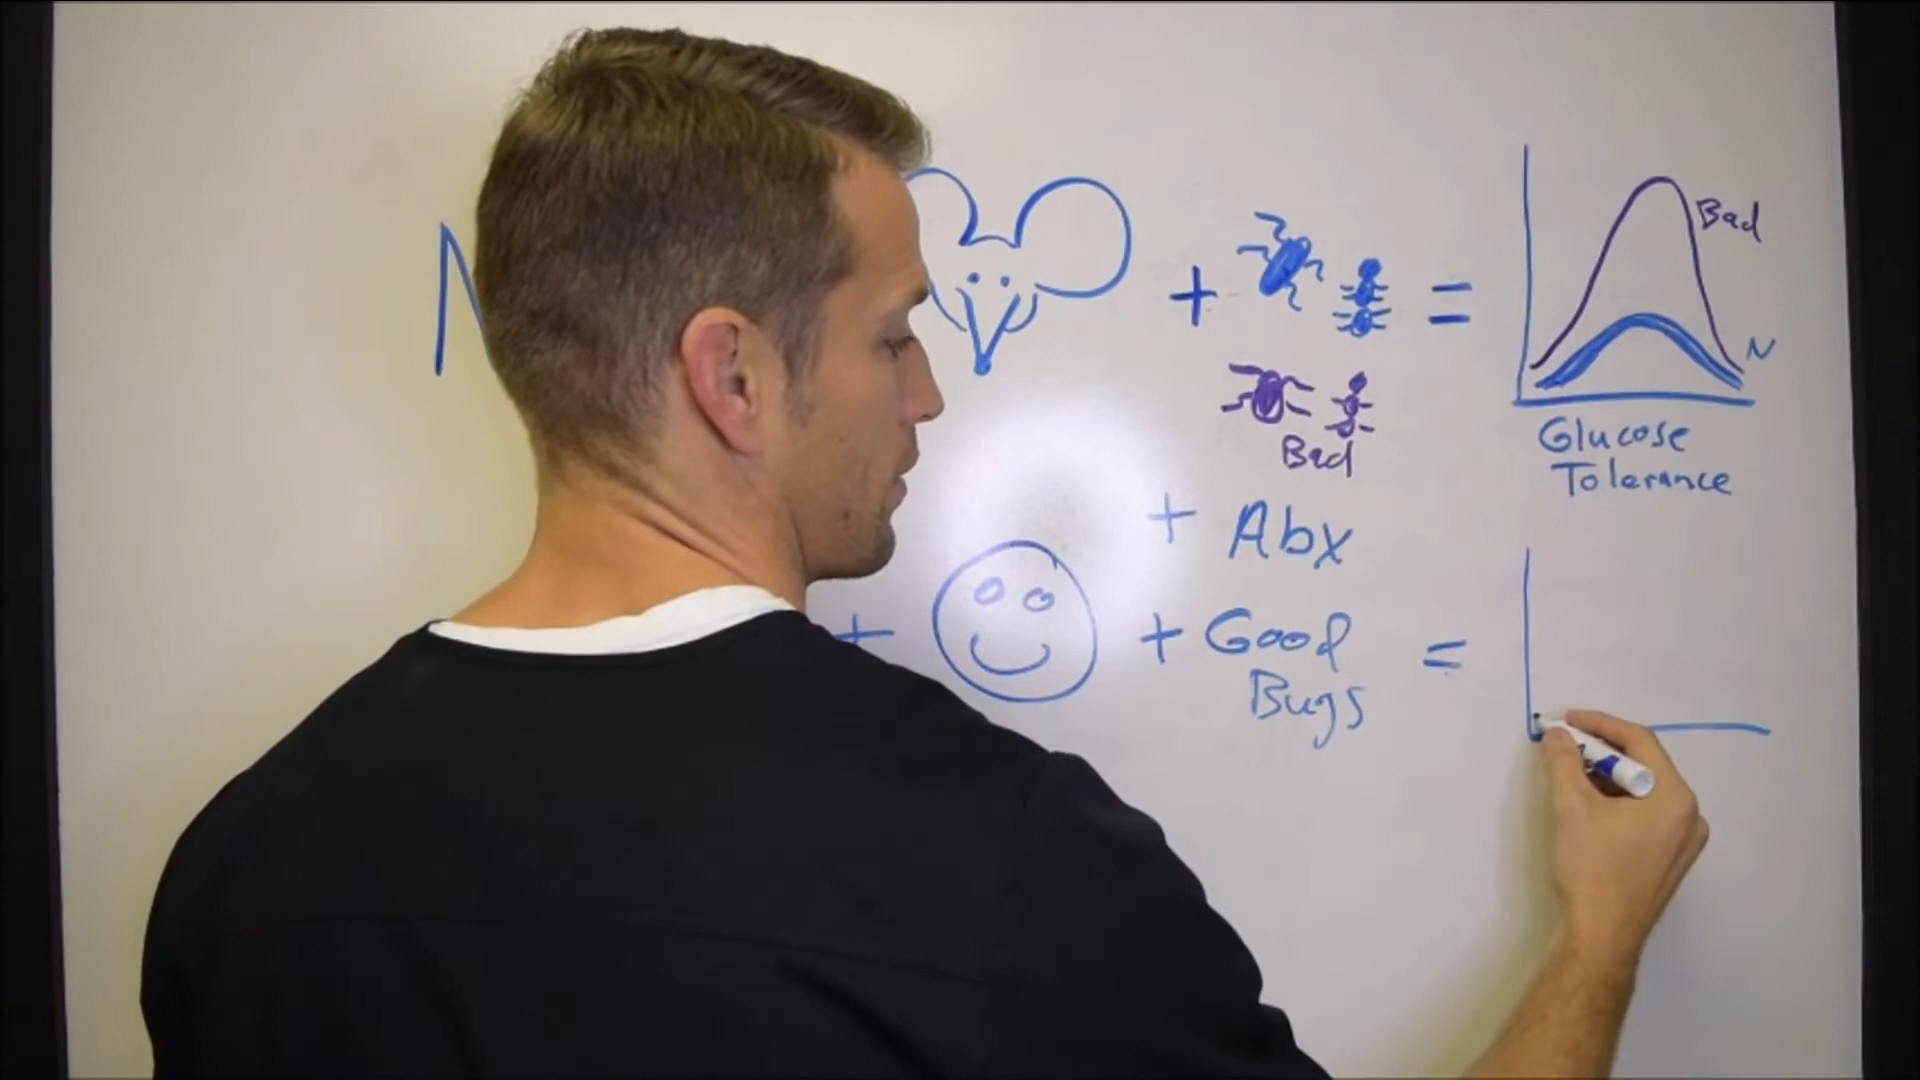 N
+
=
Bad
N
Bad
Glucose
Tolerance
+ Abx
+
+ Good
Bugs
=